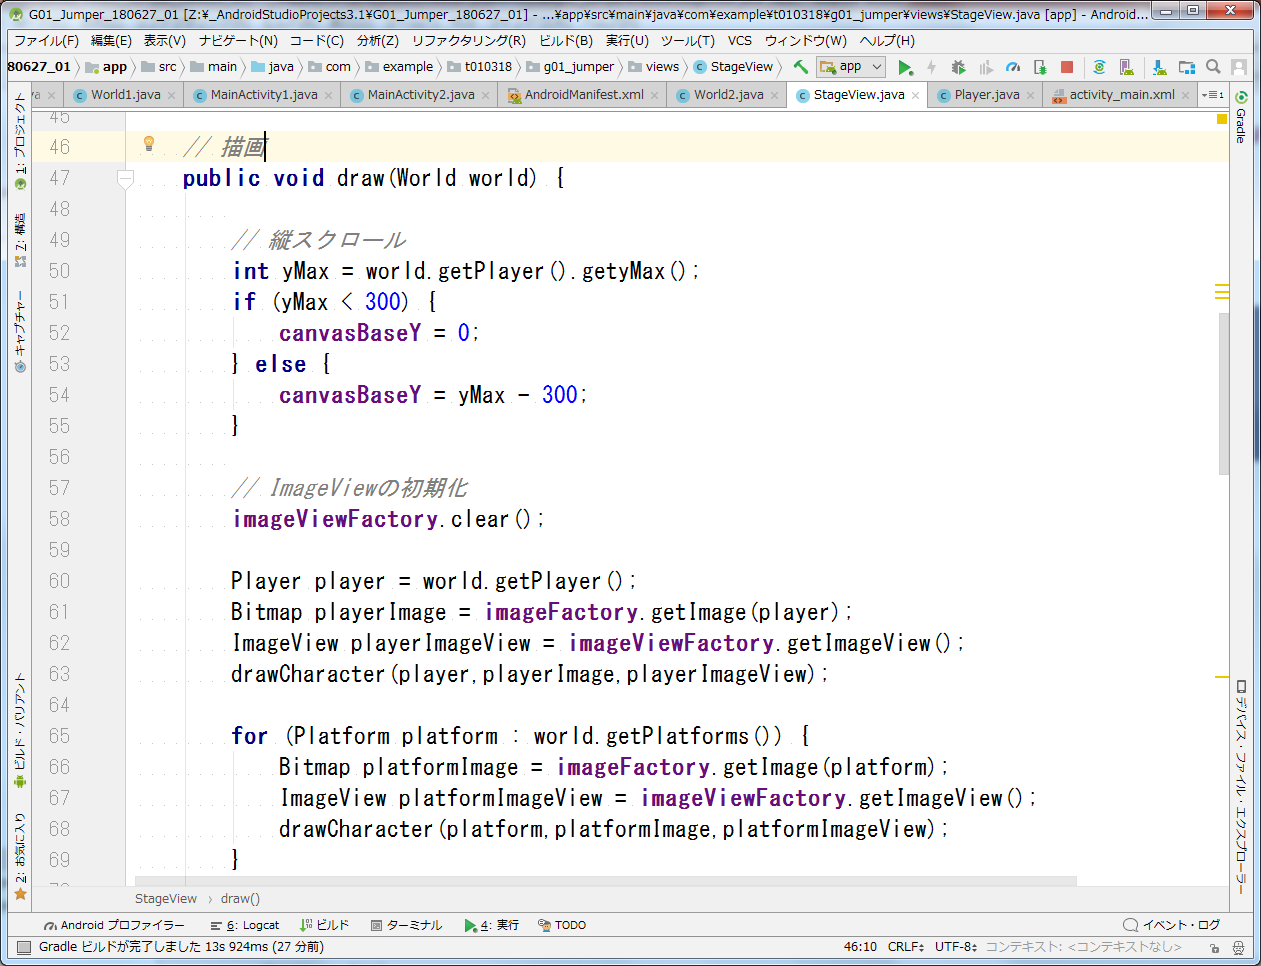 G01_Jumper_180627_01 [Z:¥_AndroidStudioProjects3.1¥G01_Jumper_180627_01] - ...¥app¥src¥main¥java¥com¥example¥t010318¥g01_jumper¥views¥StageView.java [app] - Android...
ファイル(F) 編集(E) 表示(V) ナビゲート(N) コード(C) 分析(Z) リファクタリング(R) ビルド(B) 実行(U) ツール(T) VCS ウィンドウ(W) ヘルプ(H)
80627_01 app src main java com example t010318 g01_jumper views StageView app
va World1.java MainActivity1.java MainActivity2.java AndroidManifest.xml World2.java StageView.java Player.java activity_main.xml 1
1: プロジェクト
Z: 構造
キャプチャー
ビルド・バリアント
2: お気に入り
45
46 // 描画
47 public void draw(World world) {
48
49 // 縦スクロール
50 int yMax = world.getPlayer().getyMax();
51 if (yMax < 300) {
52 canvasBaseY = 0;
53 } else {
54 canvasBaseY = yMax - 300;
55 }
56
57 // ImageViewの初期化
58 imageViewFactory.clear();
59
60 Player player = world.getPlayer();
61 Bitmap playerImage = imageFactory.getImage(player);
62 ImageView playerImageView = imageViewFactory.getImageView();
63 drawCharacter(player,playerImage,playerImageView);
64
65 for (Platform platform : world.getPlatforms()) {
66 Bitmap platformImage = imageFactory.getImage(platform);
67 ImageView platformImageView = imageViewFactory.getImageView();
68 drawCharacter(platform,platformImage,platformImageView);
69 }
Gradle
デバイス・ファイル・エクスプローラー
StageView › draw()
Android プロファイラー 6: Logcat ビルド ターミナル 4: 実行 TODO イベント・ログ
Gradle ビルドが完了しました 13s 924ms (27 分前) 46:10 CRLF UTF-8 コンテキスト: <コンテキストなし>